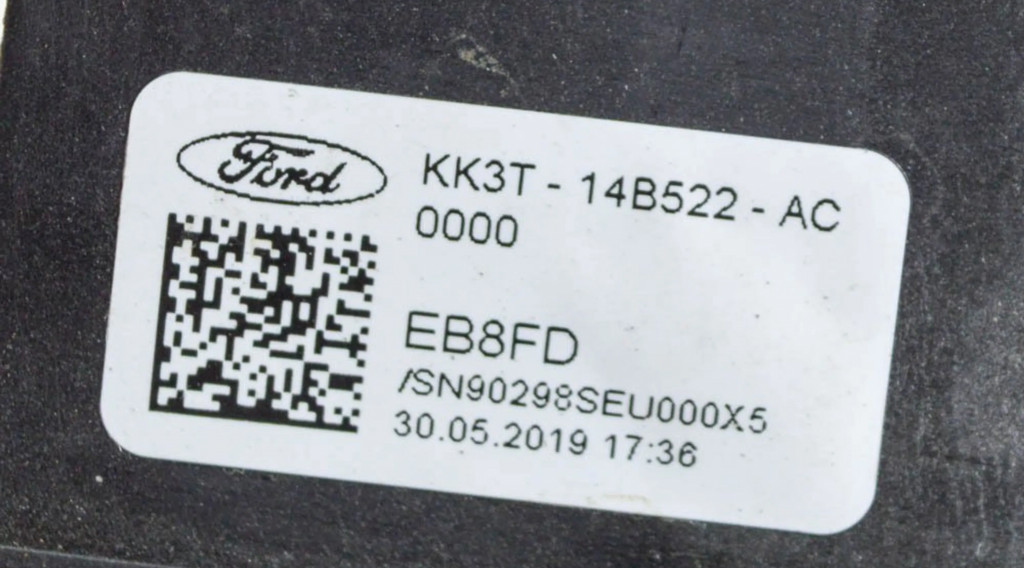 Ford
KK3T - 14B522 - AC
0000
EB8FD
/SN90298SEU000X5
30.05.2019 17:36